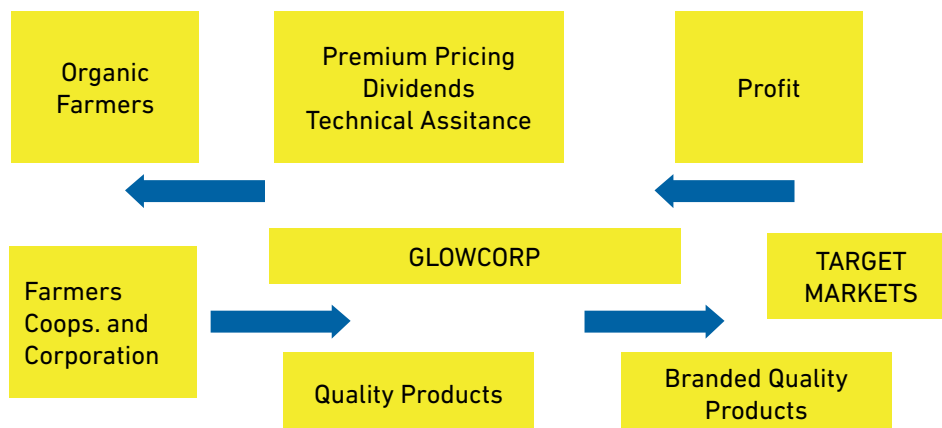 Organic
Farmers
Premium Pricing
Dividends
Technical Assitance
Profit
GLOWCORP
TARGET
MARKETS
Farmers
Coops. and
Corporation
Quality Products
Branded Quality
Products